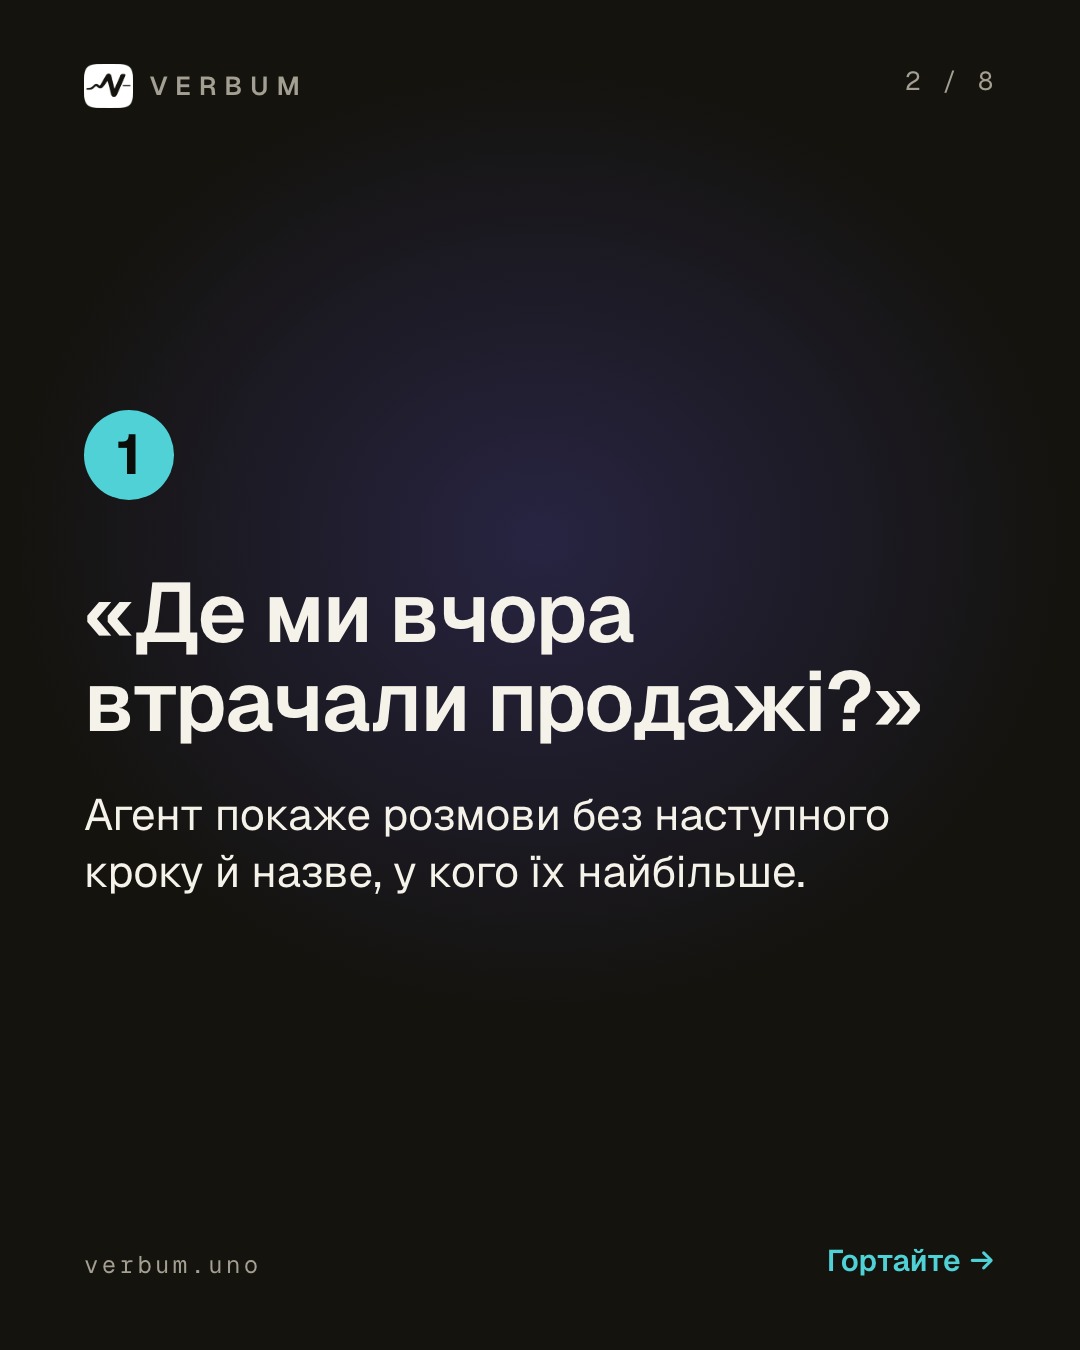 VERBUM
2 / 8
1
«Де ми вчора
втрачали продажі?»
Агент покаже розмови без наступного
кроку й назве, у кого їх найбільше.
verbum.uno
Гортайте →